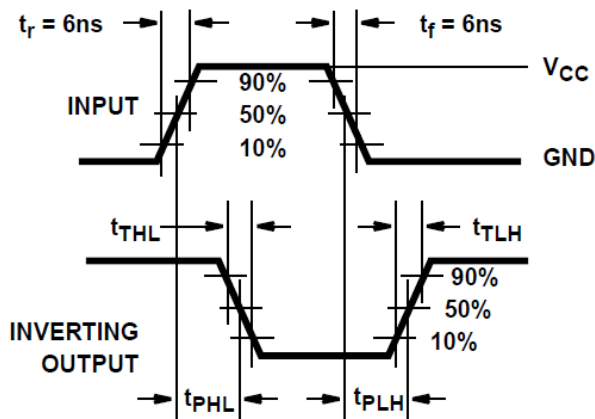 tr = 6ns
tf = 6ns
VCC
90%
INPUT
50%
10%
GND
tTHL
tTLH
90%
50%
INVERTING
OUTPUT
10%
tPHL
tPLH